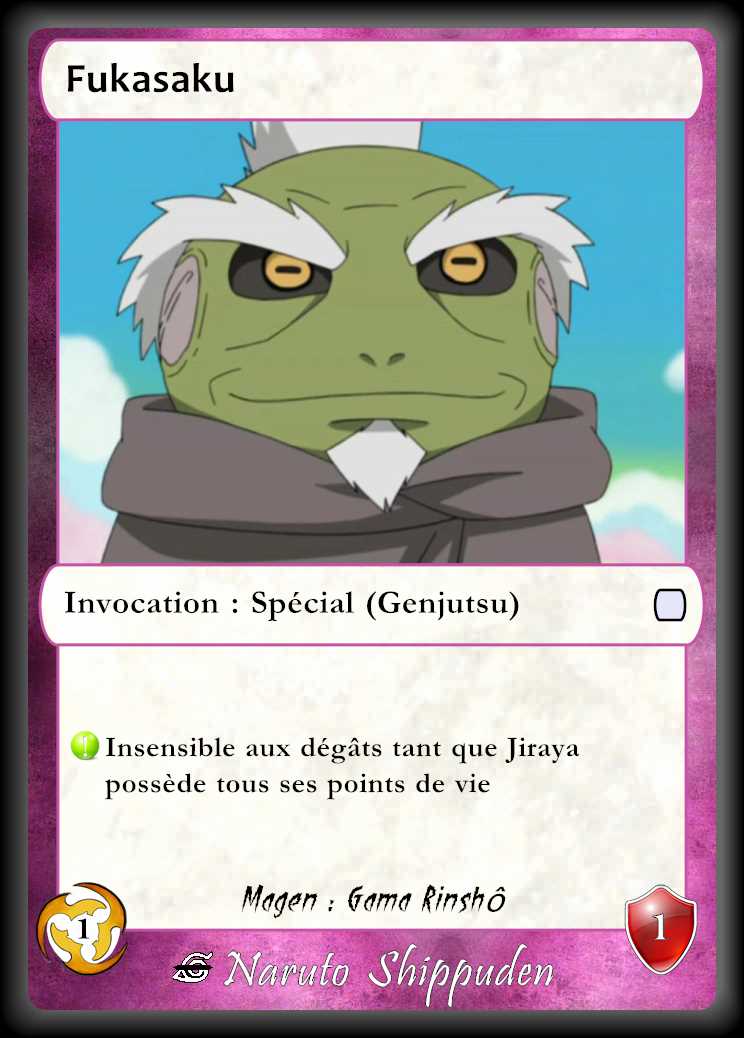 Fukasaku
Invocation : Spécial (Genjutsu)
Insensible aux dégâts tant que Jiraya
possède tous ses points de vie
Magen : Gama Rinshô
1
1
Naruto Shippuden